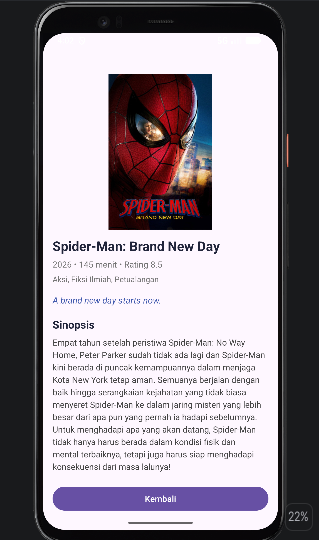 SPIDER-MAN
BRAND NEW DAY
Spider-Man: Brand New Day
2026 • 145 menit • Rating 8.5
Aksi, Fiksi Ilmiah, Petualangan
A brand new day starts now.
Sinopsis
Empat tahun setelah peristiwa Spider-Man: No Way
Home, Peter Parker sudah tidak ada lagi dan Spider-Man
kini berada di puncak kemampuannya dalam menjaga
Kota New York tetap aman. Semuanya berjalan dengan
baik hingga serangkaian kejahatan yang tidak biasa
menyeret Spider-Man ke dalam jaring misteri yang lebih
besar dari apa pun yang pernah ia hadapi sebelumnya.
Untuk menghadapi apa yang akan datang, Spider-Man
tidak hanya harus berada dalam kondisi fisik dan
mental terbaiknya, tetapi juga harus siap menghadapi
konsekuensi dari masa lalunya!
Kembali
22%